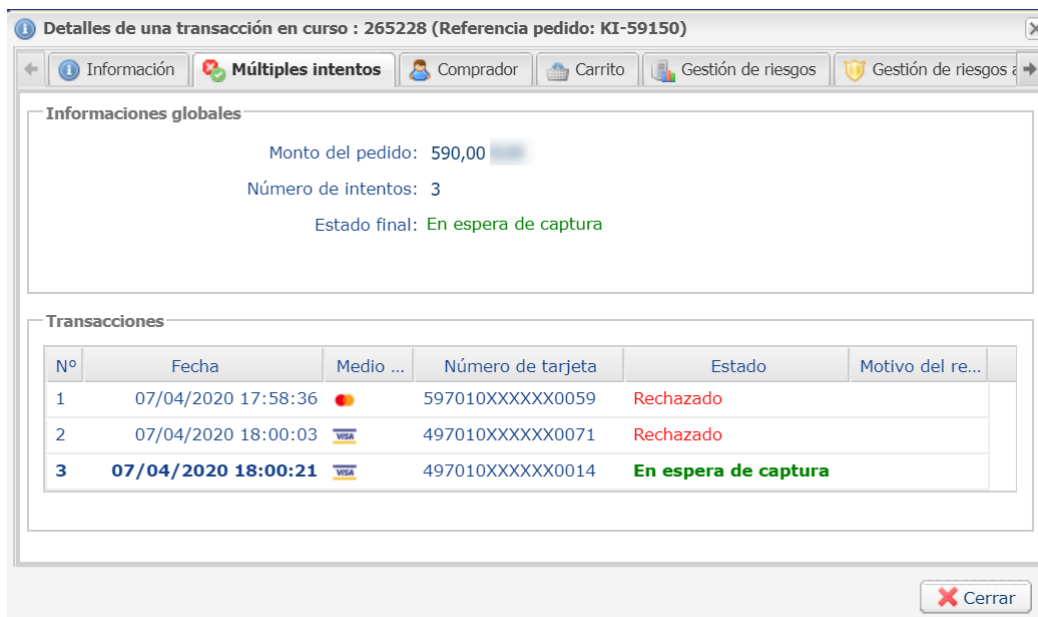 Detalles de una transacción en curso : 265228 (Referencia pedido: KI-59150)
Información Múltiples intentos Comprador Carrito Gestión de riesgos Gestión de riesgos
Informaciones globales
Monto del pedido: 590,00
Número de intentos: 3
Estado final: En espera de captura
Transacciones
Nº Fecha Medio ... Número de tarjeta Estado Motivo del re...
1 07/04/2020 17:58:36 597010XXXXXX0059 Rechazado
2 07/04/2020 18:00:03 VISA 497010XXXXXX0071 Rechazado
3 07/04/2020 18:00:21 VISA 497010XXXXXX0014 En espera de captura
Cerrar